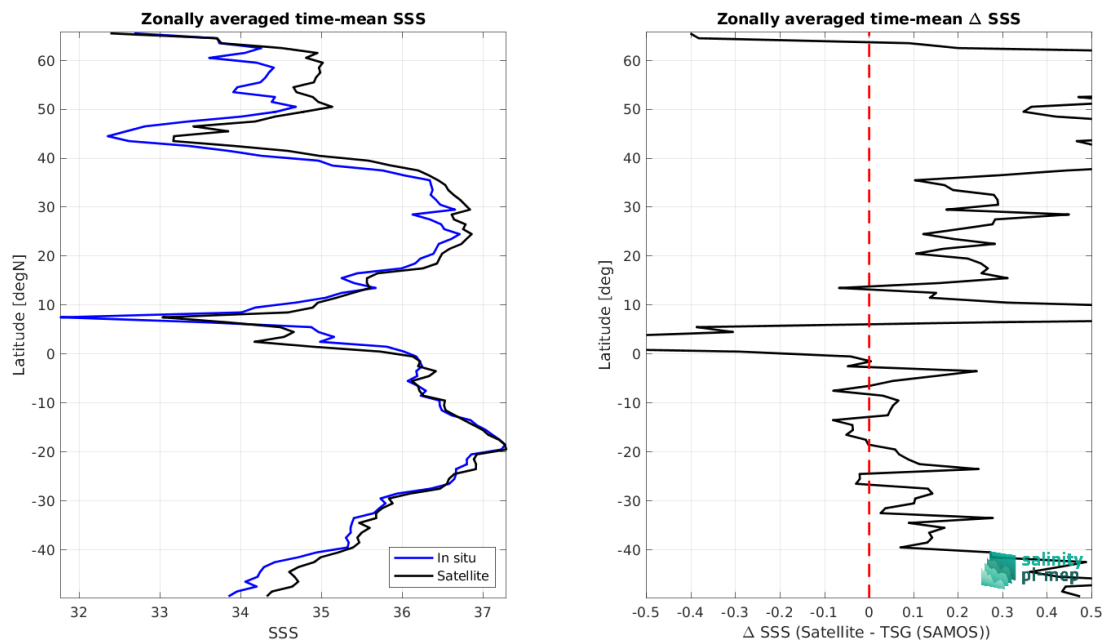 Zonally averaged time-mean SSS
Latitude [degN]
60
50
40
30
20
10
0
-10
-20
-30
-40
32 33 34 35 36 37
SSS
In situ
Satellite
Zonally averaged time-mean Δ SSS
Latitude [deg]
60
50
40
30
20
10
0
-10
-20
-30
-40
-0.5 -0.4 -0.3 -0.2 -0.1 0 0.1 0.2 0.3 0.4 0.5
Δ SSS (Satellite - TSG (SAMOS))
salinity
pi-mep